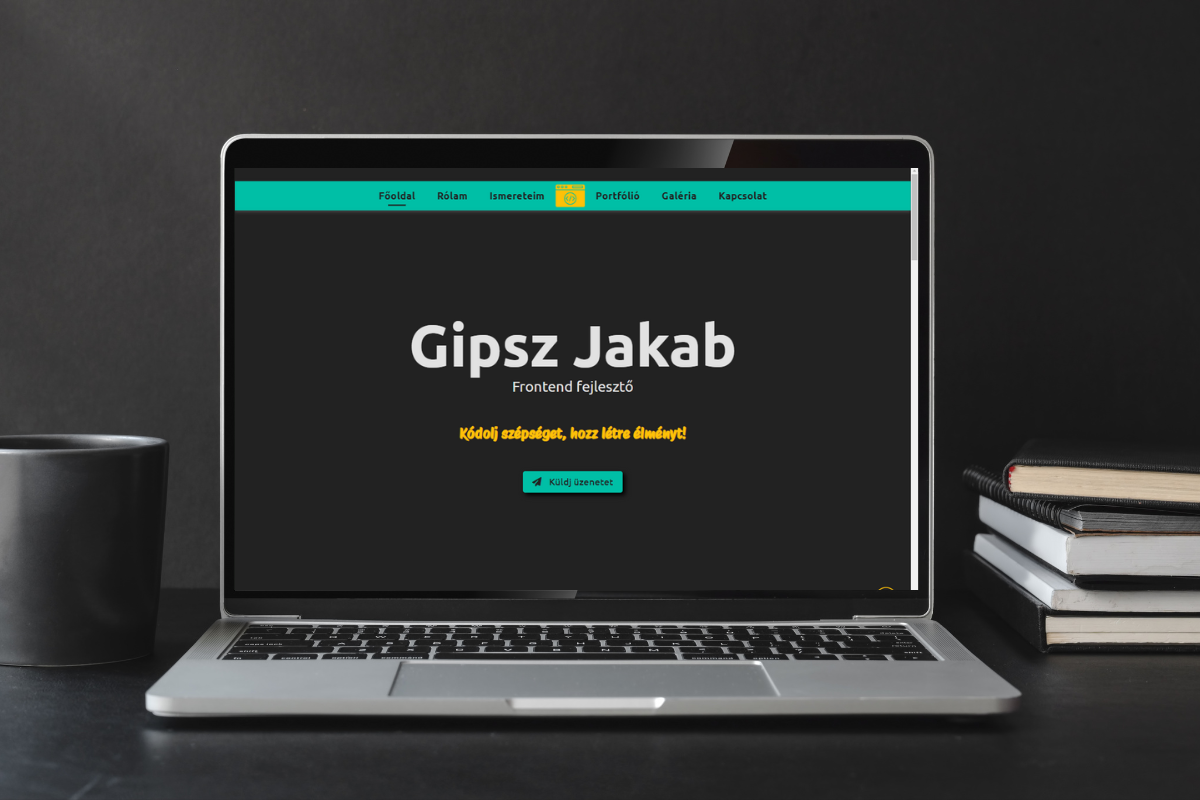 Főoldal Rólam Ismereteim Portfólió Galéria Kapcsolat
Gipsz Jakab
Frontend fejlesztő
Kódolj szépséget, hozz létre élményt!
Küldj üzenetet